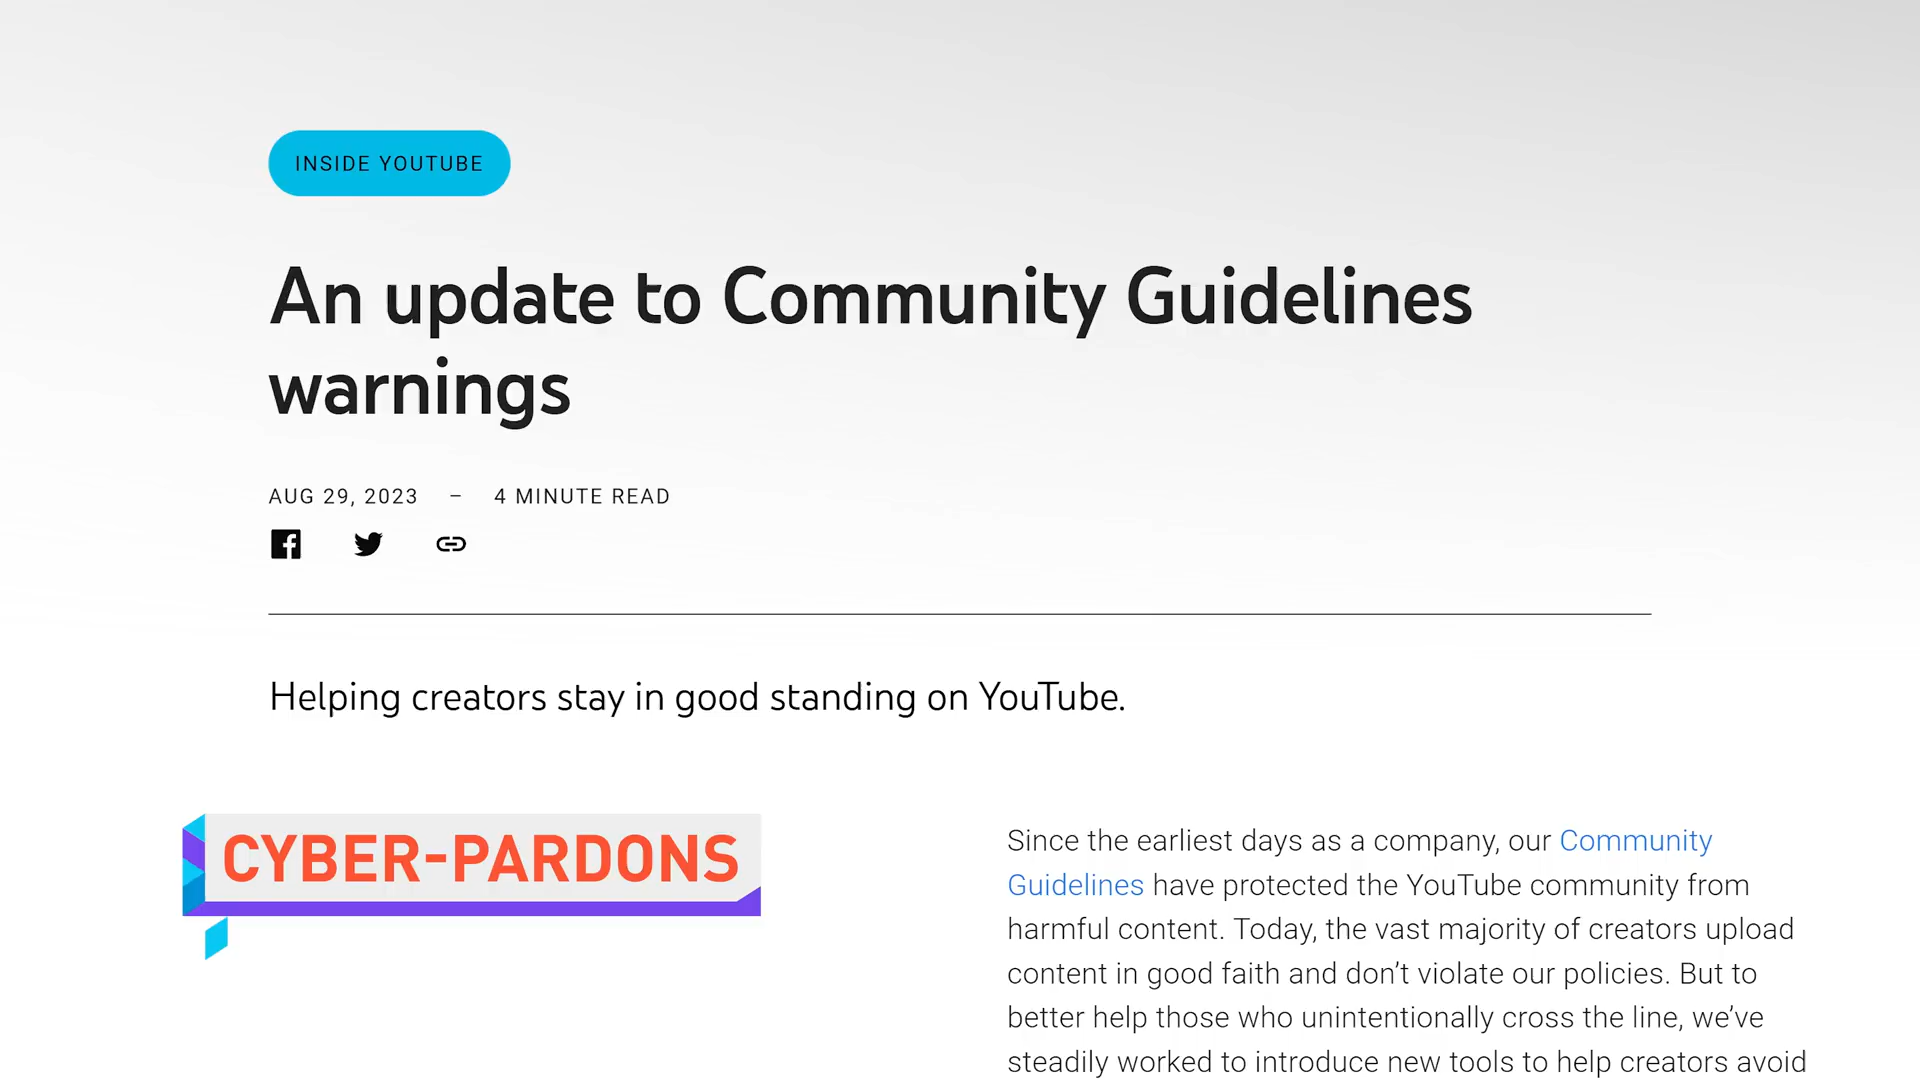 INSIDE YOUTUBE
An update to Community Guidelines
warnings
AUG 29, 2023 – 4 MINUTE READ
Helping creators stay in good standing on YouTube.
CYBER-PARDONS
Since the earliest days as a company, our Community
Guidelines have protected the YouTube community from
harmful content. Today, the vast majority of creators upload
content in good faith and don’t violate our policies. But to
better help those who unintentionally cross the line, we’ve
steadily worked to introduce new tools to help creators avoid